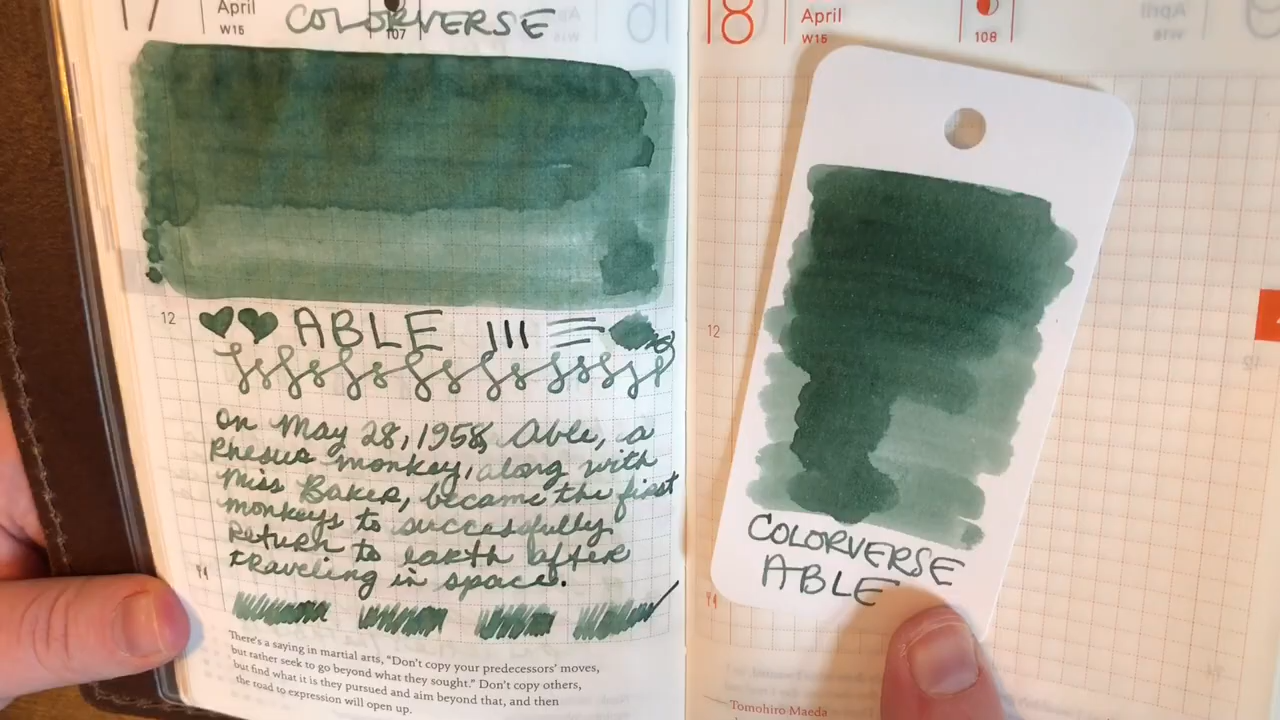 17 April
W15
107
COLORVERSE
12
ABLE
On May 28, 1958, Able, a
Rhesus monkey, along with
Miss Baker, became the first
monkeys to successfully
return to earth after
traveling in space.
There's a saying in martial arts, "Don't copy your predecessors' moves,
but rather seek to go beyond what they sought." Don't copy others,
but find what it is they pursued and aim beyond that, and then
the road to expression will open up.
18 April
W15
108
12
COLORVERSE
ABLE
Tomohiro Maeda